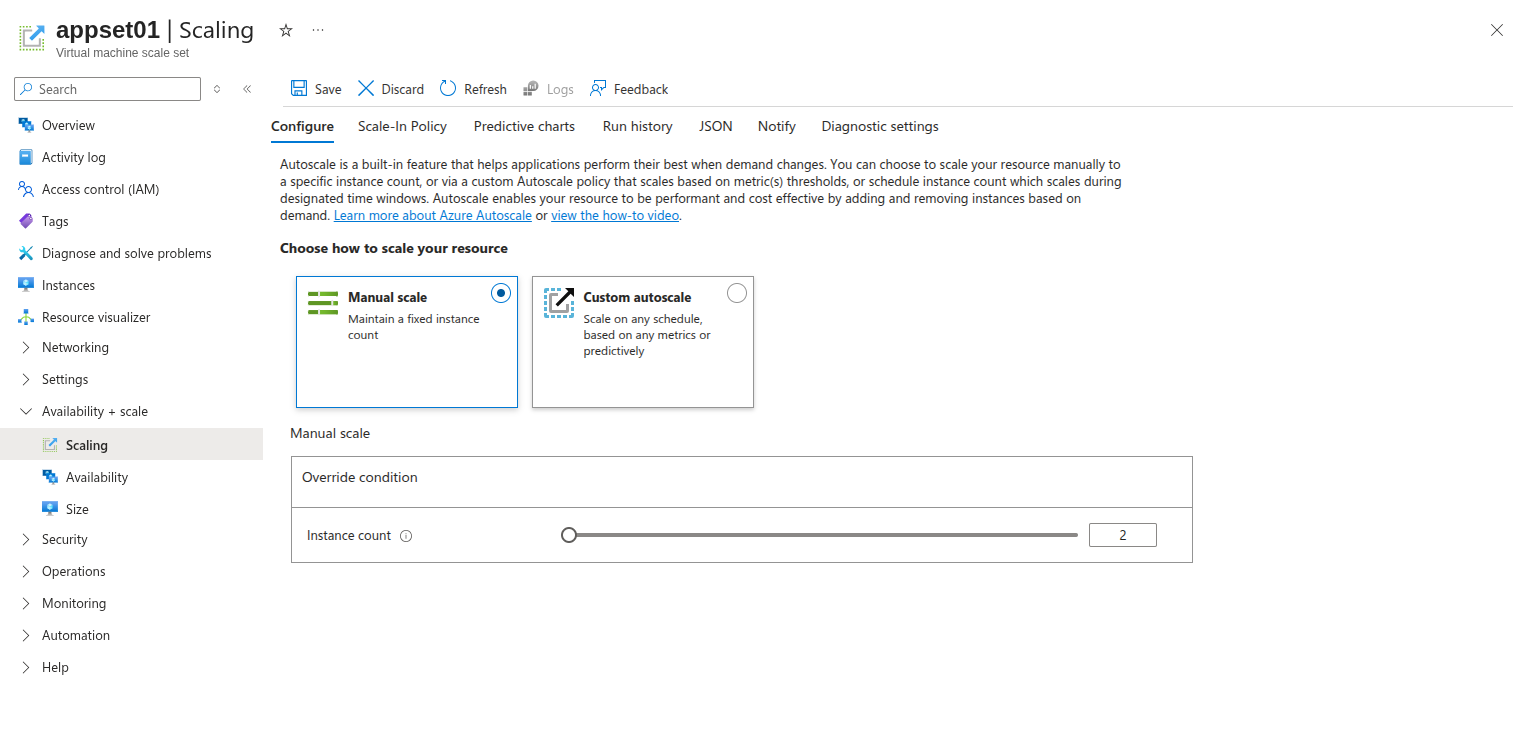 appset01 | Scaling
Virtual machine scale set
Search
Overview
Activity log
Access control (IAM)
Tags
Diagnose and solve problems
Instances
Resource visualizer
Networking
Settings
Availability + scale
Scaling
Availability
Size
Security
Operations
Monitoring
Automation
Help
Save Discard Refresh Logs Feedback
Configure Scale-In Policy Predictive charts Run history JSON Notify Diagnostic settings
Autoscale is a built-in feature that helps applications perform their best when demand changes. You can choose to scale your resource manually to
a specific instance count, or via a custom Autoscale policy that scales based on metric(s) thresholds, or schedule instance count which scales during
designated time windows. Autoscale enables your resource to be performant and cost effective by adding and removing instances based on
demand. Learn more about Azure Autoscale or view the how-to video.
Choose how to scale your resource
Manual scale
Maintain a fixed instance
count
Custom autoscale
Scale on any schedule,
based on any metrics or
predictively
Manual scale
Override condition
Instance count 2